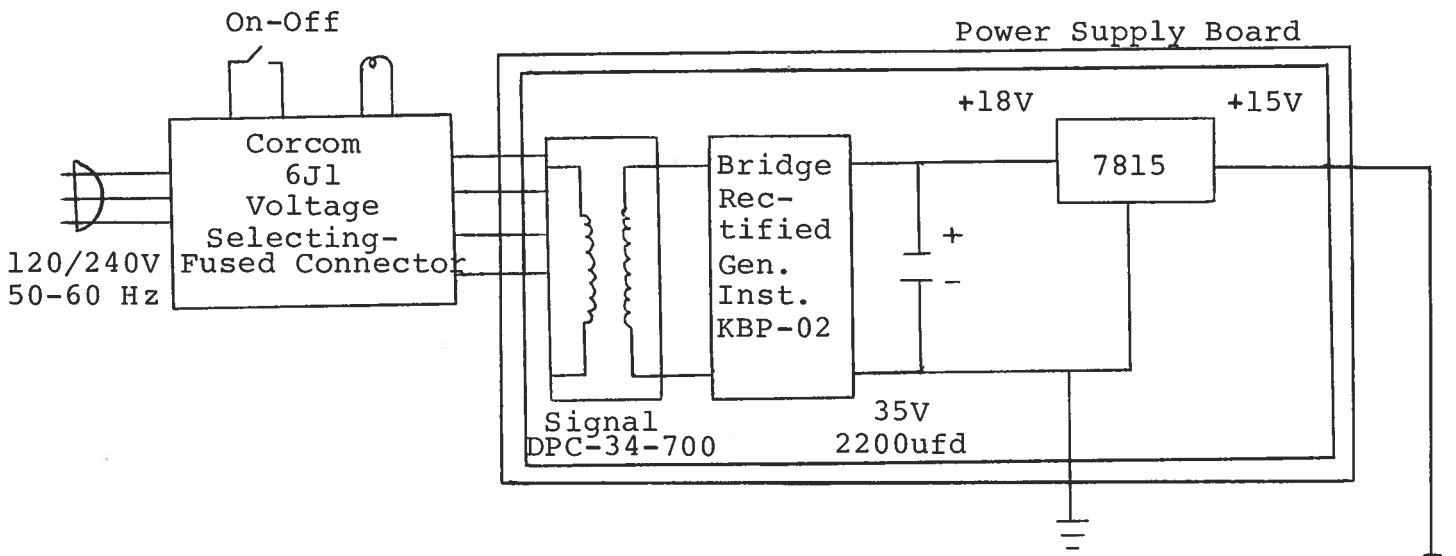 On-Off
Power Supply Board
+18V
+15V
Corcom
6J1
Voltage
Selecting-
Fused Connector
120/240V
50-60 Hz
Bridge
Rec-
tified
Gen.
Inst.
KBP-02
7815
+
-
Signal
DPC-34-700
35V
2200ufd